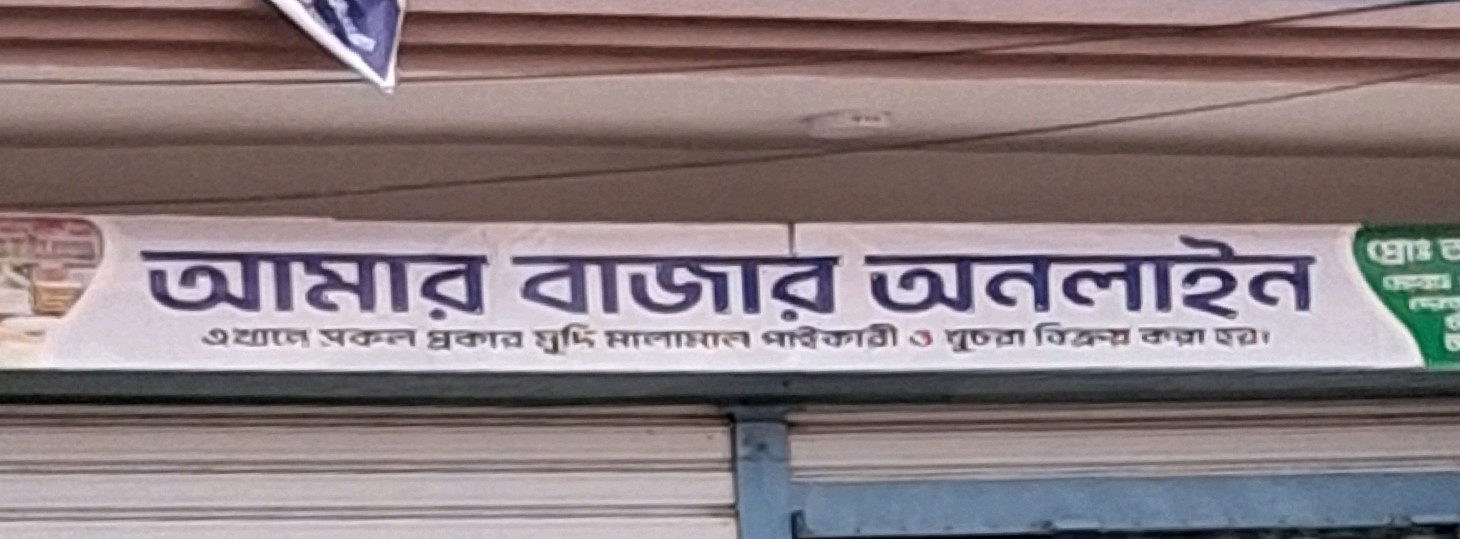 আমার বাজার অনলাইন
এখানে সকল প্রকার মুদি মালামাল পাইকারী ও খুচরা বিক্রয় করা হয়।
প্রোঃ